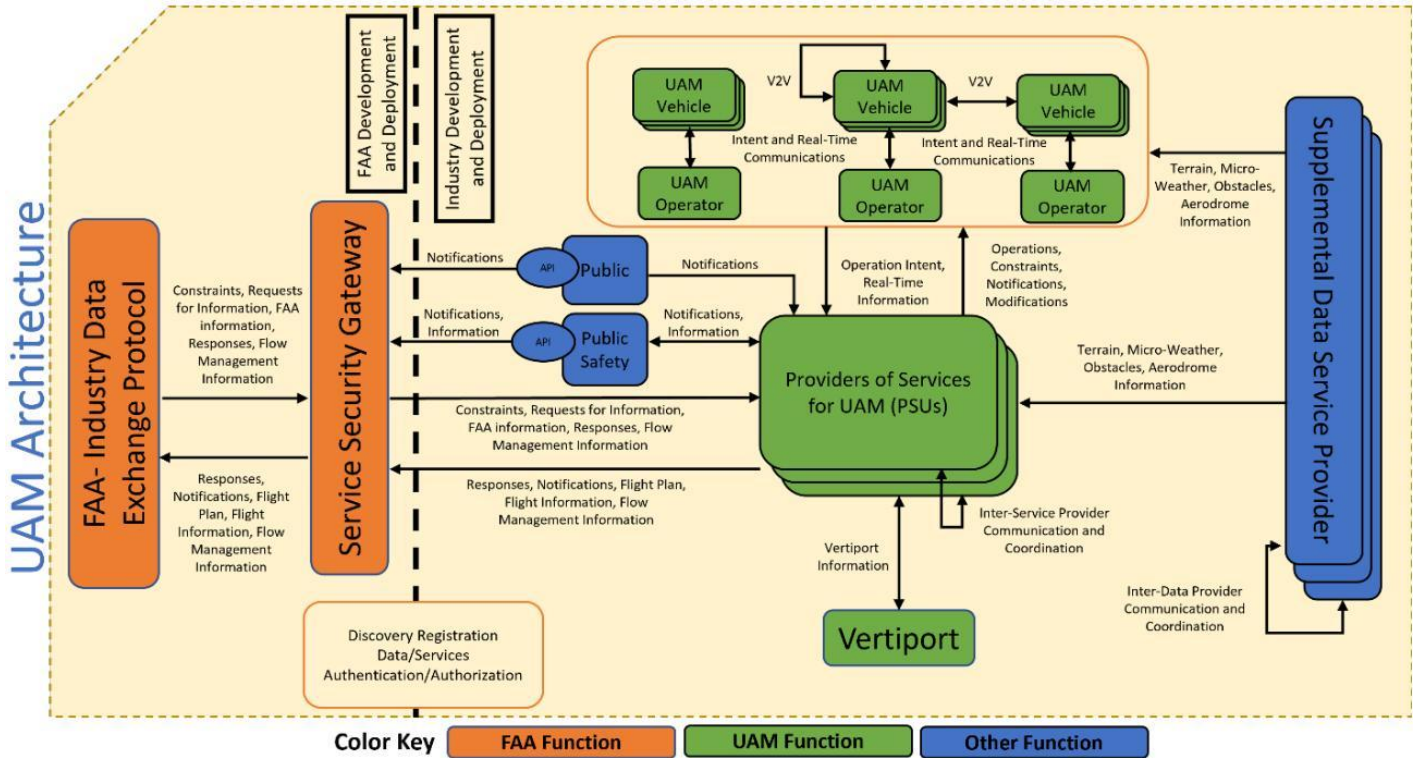 UAM Architecture
FAA Development
and Deployment
Industry Development
and Deployment
V2V
V2V
UAM
Vehicle
UAM
Vehicle
UAM
Vehicle
Intent and Real-Time
Communications
Intent and Real-Time
Communications
UAM
Operator
UAM
Operator
UAM
Operator
Terrain, Micro-
Weather, Obstacles,
Aerodrome
Information
Supplemental Data Service Provider
FAA- Industry Data
Exchange Protocol
Constraints, Requests
for Information, FAA
information,
Responses, Flow
Management
Information
Service Security Gateway
Notifications
API
Public
Notifications
Operation Intent,
Real-Time
Information
Operations,
Constraints,
Notifications,
Modifications
Notifications,
Information
API
Public
Safety
Notifications,
Information
Providers of Services
for UAM (PSUs)
Terrain, Micro-Weather,
Obstacles, Aerodrome
Information
Constraints, Requests for Information,
FAA information, Responses, Flow
Management Information
Responses,
Notifications, Flight
Plan, Flight
Information, Flow
Management
Information
Responses, Notifications, Flight Plan,
Flight Information, Flow
Management Information
Inter-Service Provider
Communication and
Coordination
Vertiport
Information
Inter-Data Provider
Communication and
Coordination
Vertiport
Discovery Registration
Data/Services
Authentication/Authorization
Color Key
FAA Function
UAM Function
Other Function